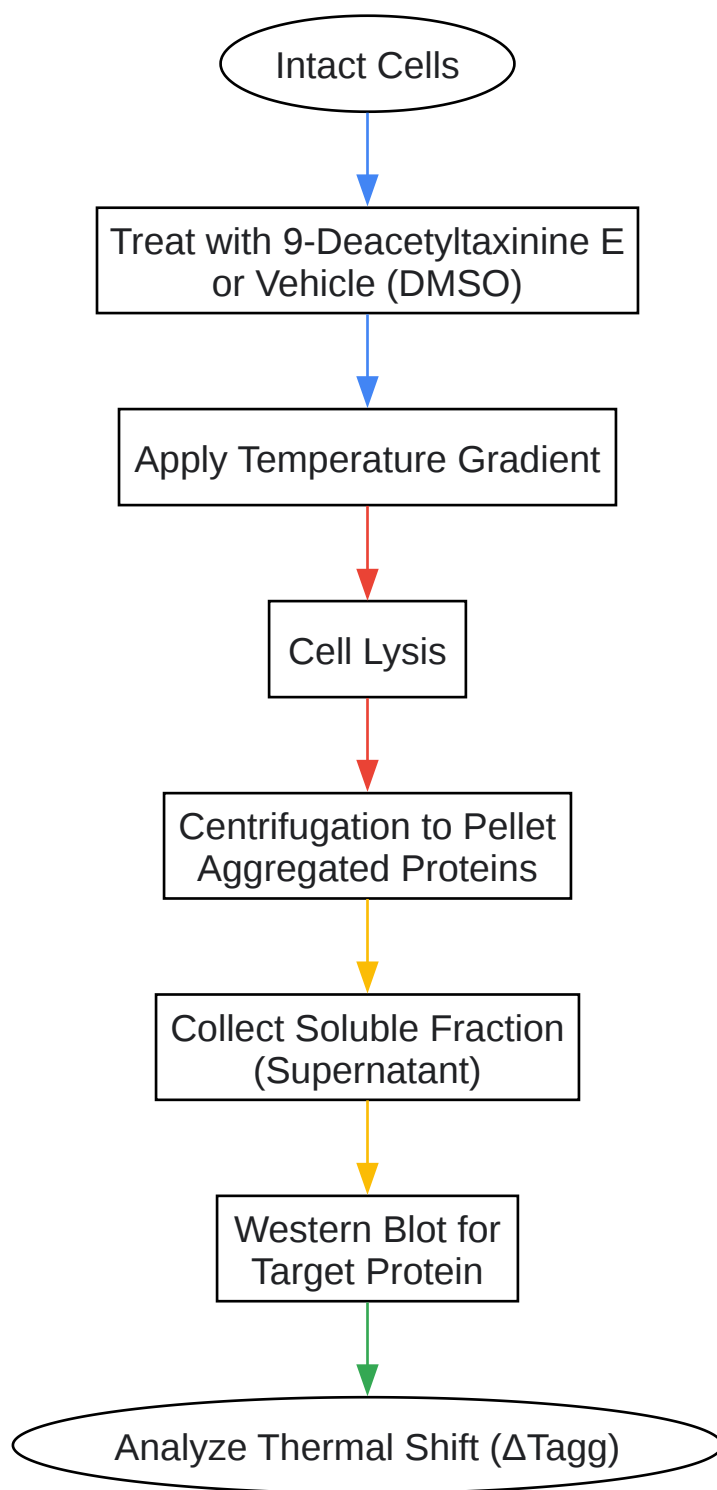 Intact Cells
Treat with 9-Deacetyltaxinine E
or Vehicle (DMSO)
Apply Temperature Gradient
Cell Lysis
Centrifugation to Pellet
Aggregated Proteins
Collect Soluble Fraction
(Supernatant)
Western Blot for
Target Protein
Analyze Thermal Shift (ΔTagg)